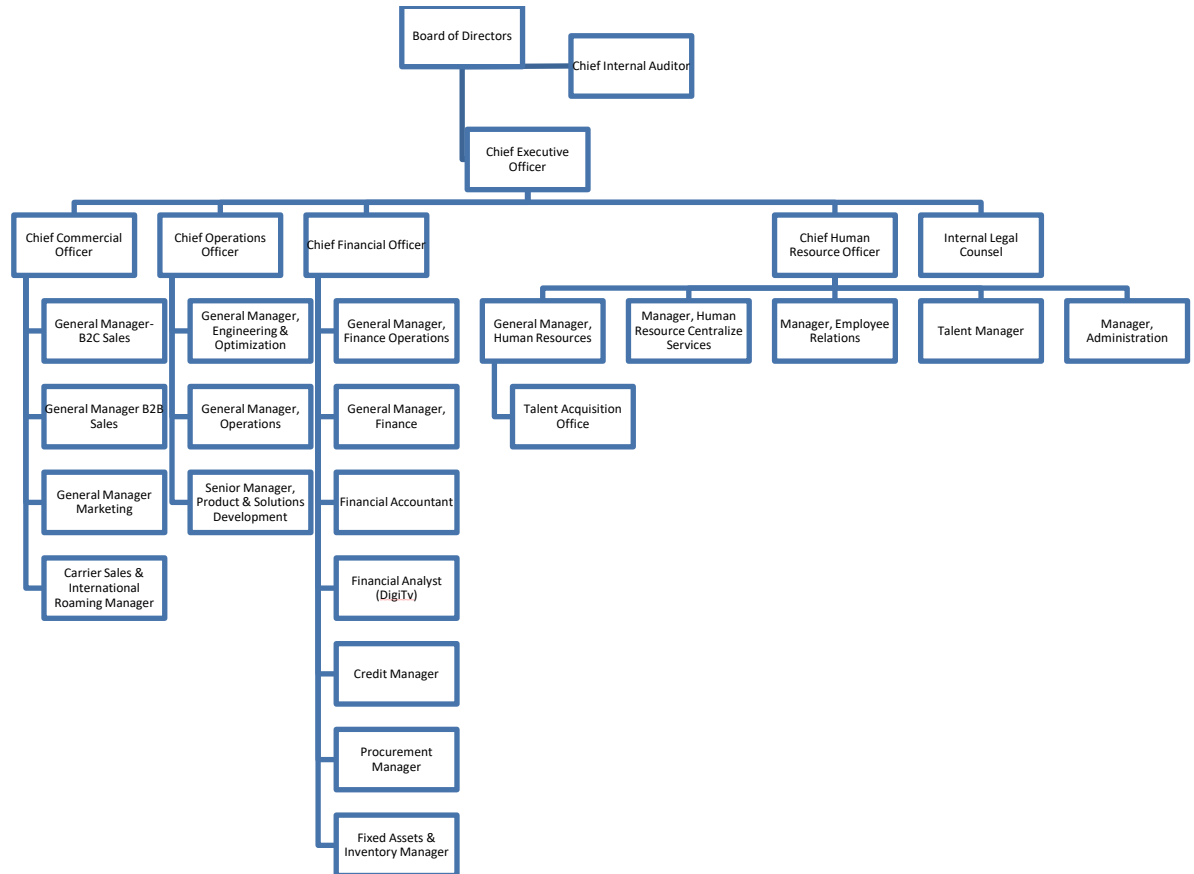 Board of Directors
Chief Internal Auditor
Chief Executive
Officer
Chief Commercial
Officer
Chief Operations
Officer
Chief Financial Officer
Chief Human
Resource Officer
Internal Legal
Counsel
General Manager-
B2C Sales
General Manager B2B
Sales
General Manager
Marketing
Carrier Sales &
International
Roaming Manager
General Manager,
Engineering &
Optimization
General Manager,
Operations
Senior Manager,
Product & Solutions
Development
General Manager,
Finance Operations
General Manager,
Finance
Financial Accountant
Financial Analyst
(DigiTv)
Credit Manager
Procurement
Manager
Fixed Assets &
Inventory Manager
General Manager,
Human Resources
Talent Acquisition
Office
Manager, Human
Resource Centralize
Services
Manager, Employee
Relations
Talent Manager
Manager,
Administration